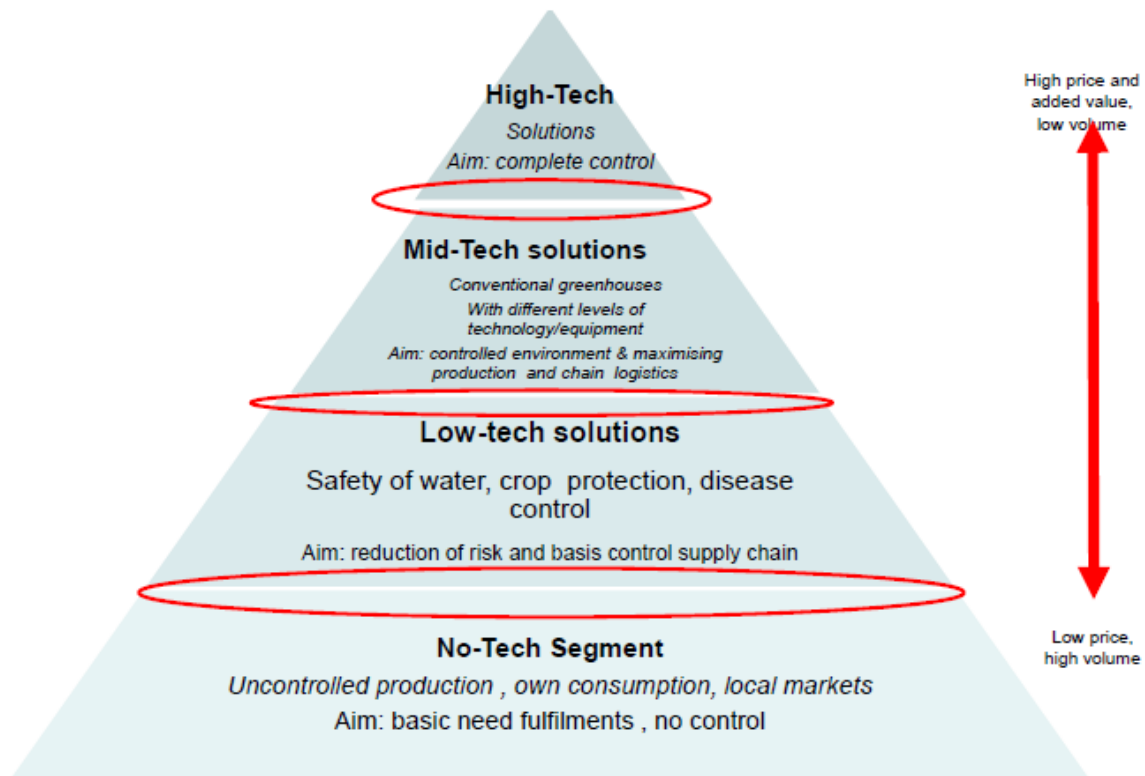 High-Tech
Solutions
Aim: complete control
High price and
added value,
low volume
Mid-Tech solutions
Conventional greenhouses
With different levels of
technology/equipment
Aim: controlled environment & maximising
production and chain logistics
Low-tech solutions
Safety of water, crop protection, disease
control
Aim: reduction of risk and basis control supply chain
No-Tech Segment
Uncontrolled production , own consumption, local markets
Aim: basic need fulfilments , no control
Low price,
high volume